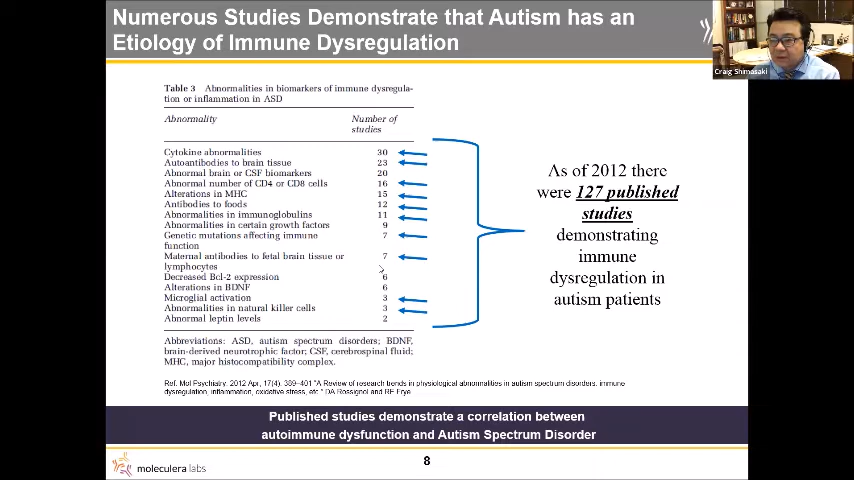 Numerous Studies Demonstrate that Autism has an
Etiology of Immune Dysregulation
Craig Shimasaki
Table 3 Abnormalities in biomarkers of immune dysregula-
tion or inflammation in ASD
Abnormality Number of
studies
Cytokine abnormalities 30
Autoantibodies to brain tissue 23
Abnormal brain or CSF biomarkers 20
Abnormal number of CD4 or CD8 cells 16
Alterations in MHC 15
Antibodies to foods 12
Abnormalities in immunoglobulins 11
Abnormalities in certain growth factors 9
Genetic mutations affecting immune 7
function
Maternal antibodies to fetal brain tissue or 7
lymphocytes
Decreased Bcl-2 expression 6
Alterations in BDNF 6
Microglial activation 3
Abnormalities in natural killer cells 3
Abnormal leptin levels 2
Abbreviations: ASD, autism spectrum disorders; BDNF,
brain-derived neurotrophic factor; CSF, cerebrospinal fluid;
MHC, major histocompatibility complex.
As of 2012 there
were 127 published
studies
demonstrating
immune
dysregulation in
autism patients
Ref. Mol Psychiatry. 2012 Apr, 17(4). 389–401 "A Review of research trends in physiological abnormalities in autism spectrum disorders. immune
dysregulation, inflammation, oxidative stress, etc." DA Rossignol and RE Frye
Published studies demonstrate a correlation between
autoimmune dysfunction and Autism Spectrum Disorder
moleculera labs
8